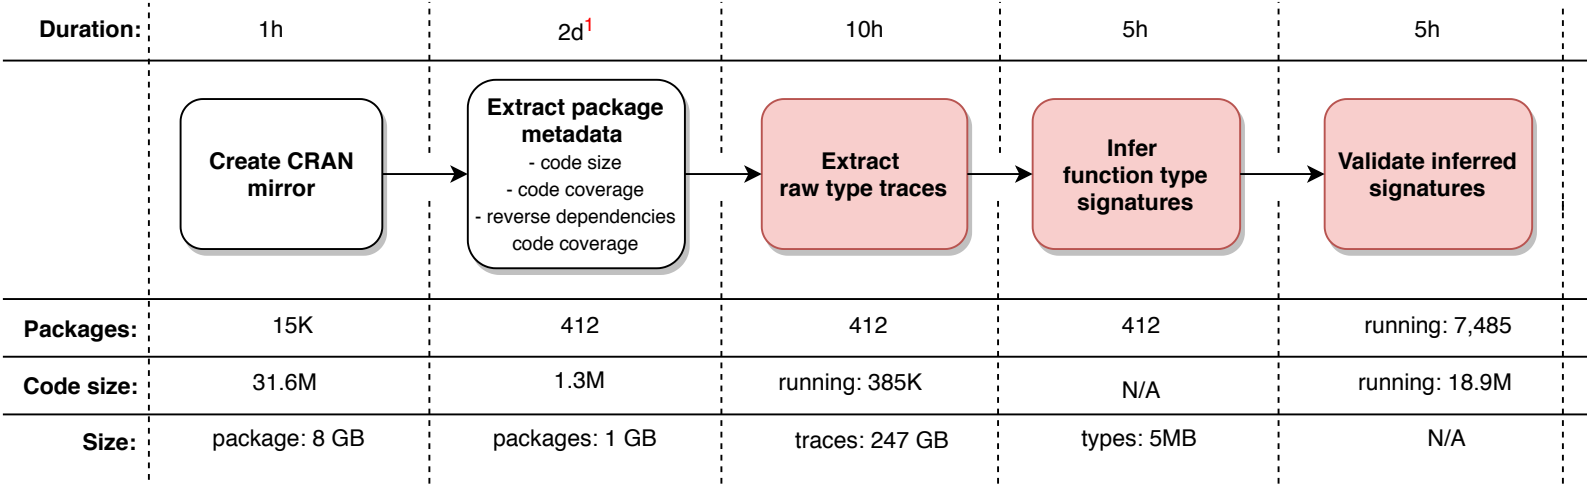 Duration: 1h 2d1 10h 5h 5h
Create CRAN
mirror
Extract package
metadata
- code size
- code coverage
- reverse dependencies
code coverage
Extract
raw type traces
Infer
function type
signatures
Validate inferred
signatures
Packages: 15K 412 412 412 running: 7,485
Code size: 31.6M 1.3M running: 385K N/A running: 18.9M
Size: package: 8 GB packages: 1 GB traces: 247 GB types: 5MB N/A